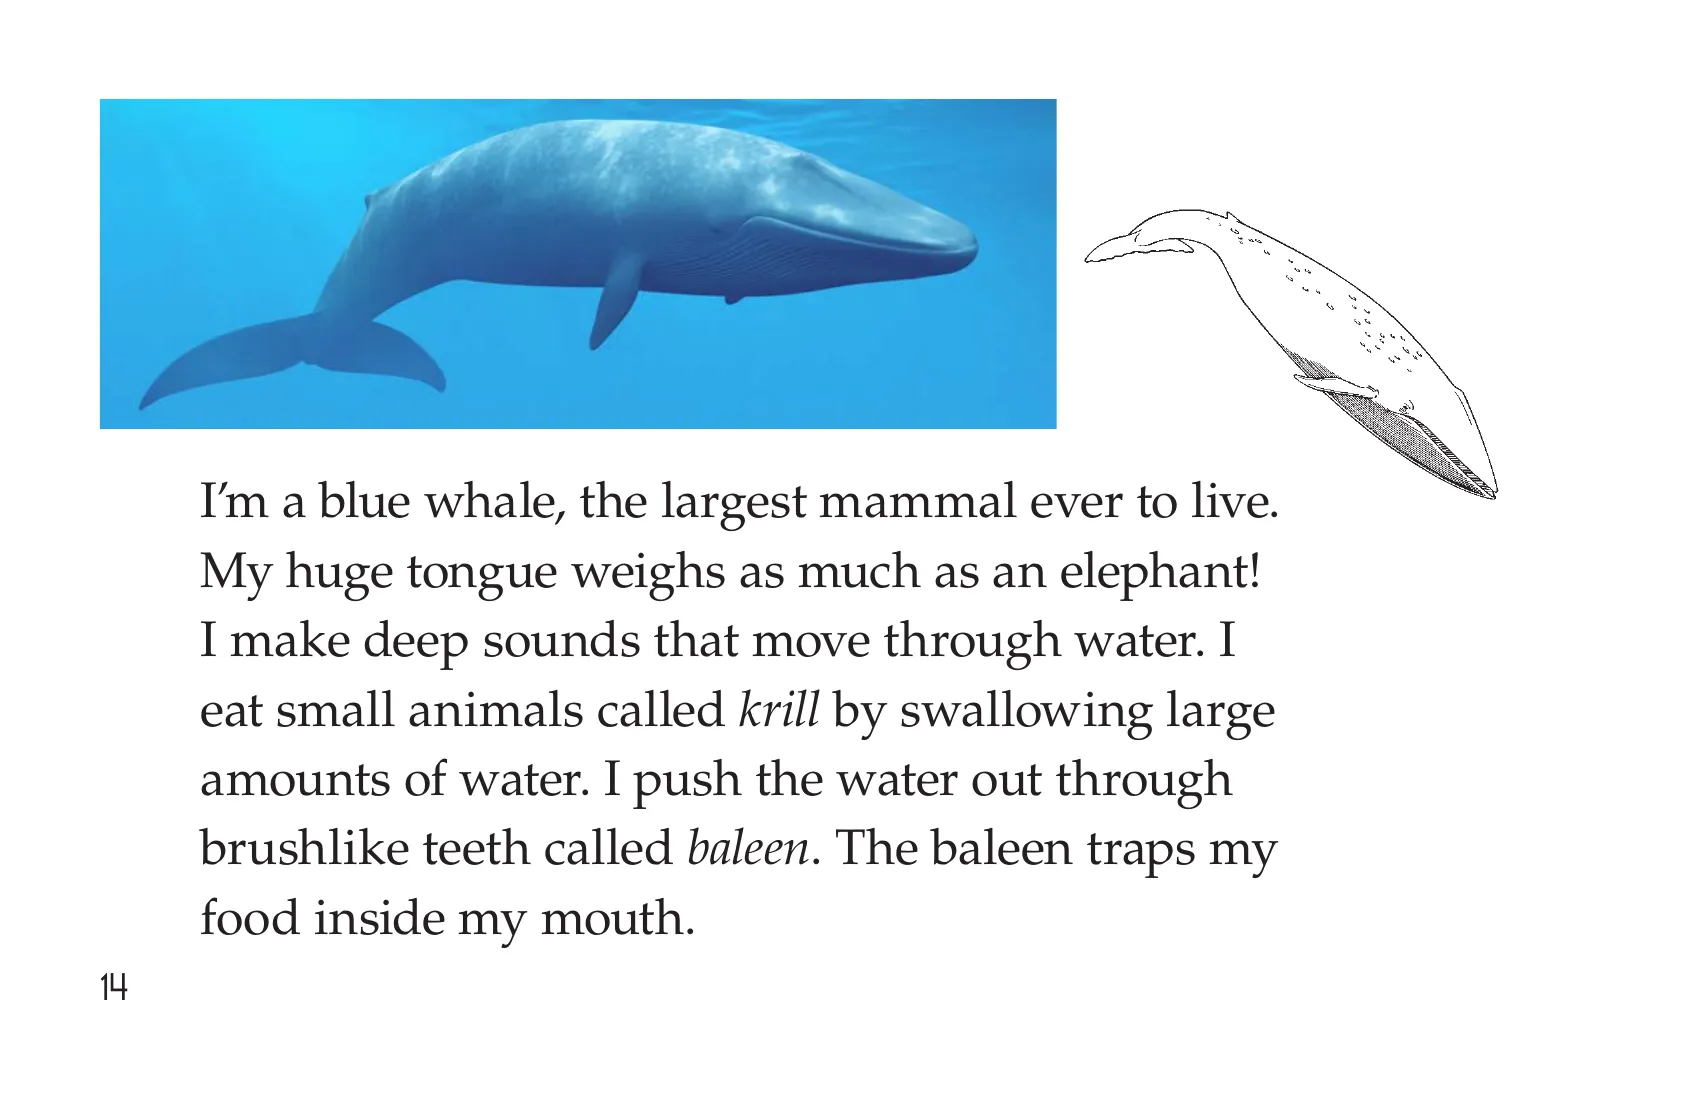 I’m a blue whale, the largest mammal ever to live.
My huge tongue weighs as much as an elephant!
I make deep sounds that move through water. I
eat small animals called krill by swallowing large
amounts of water. I push the water out through
brushlike teeth called baleen. The baleen traps my
food inside my mouth.
14